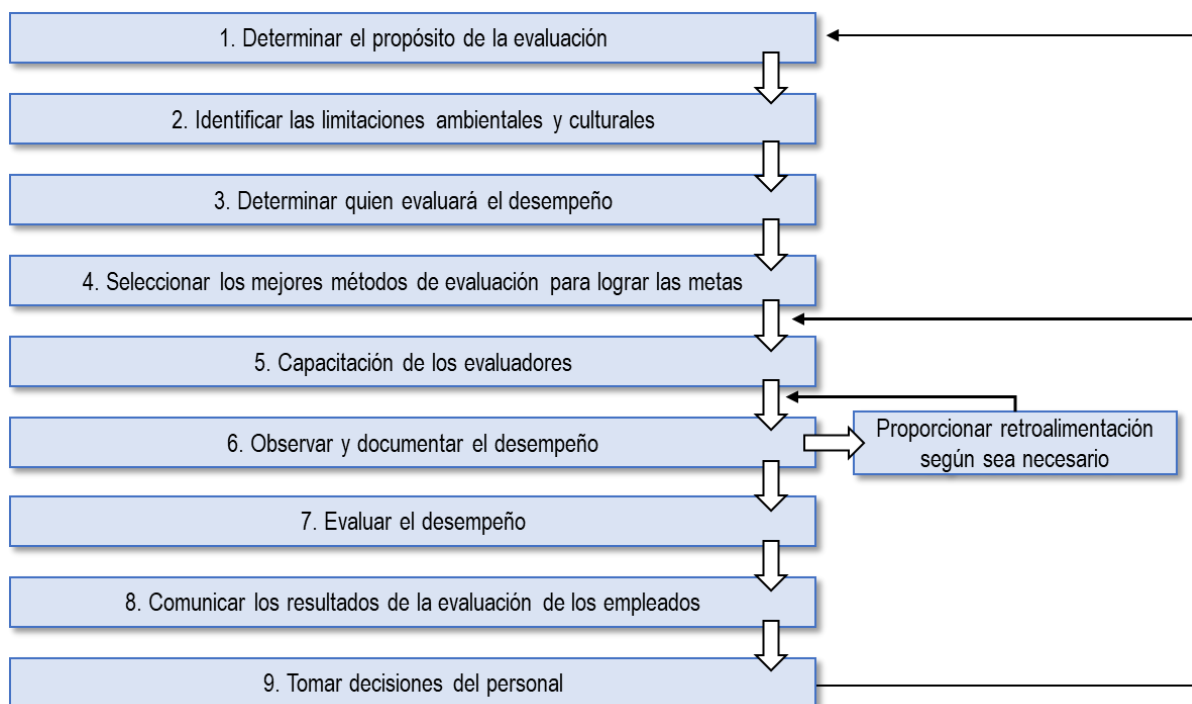 1. Determinar el propósito de la evaluación
2. Identificar las limitaciones ambientales y culturales
3. Determinar quien evaluará el desempeño
4. Seleccionar los mejores métodos de evaluación para lograr las metas
5. Capacitación de los evaluadores
6. Observar y documentar el desempeño
Proporcionar retroalimentación
según sea necesario
7. Evaluar el desempeño
8. Comunicar los resultados de la evaluación de los empleados
9. Tomar decisiones del personal